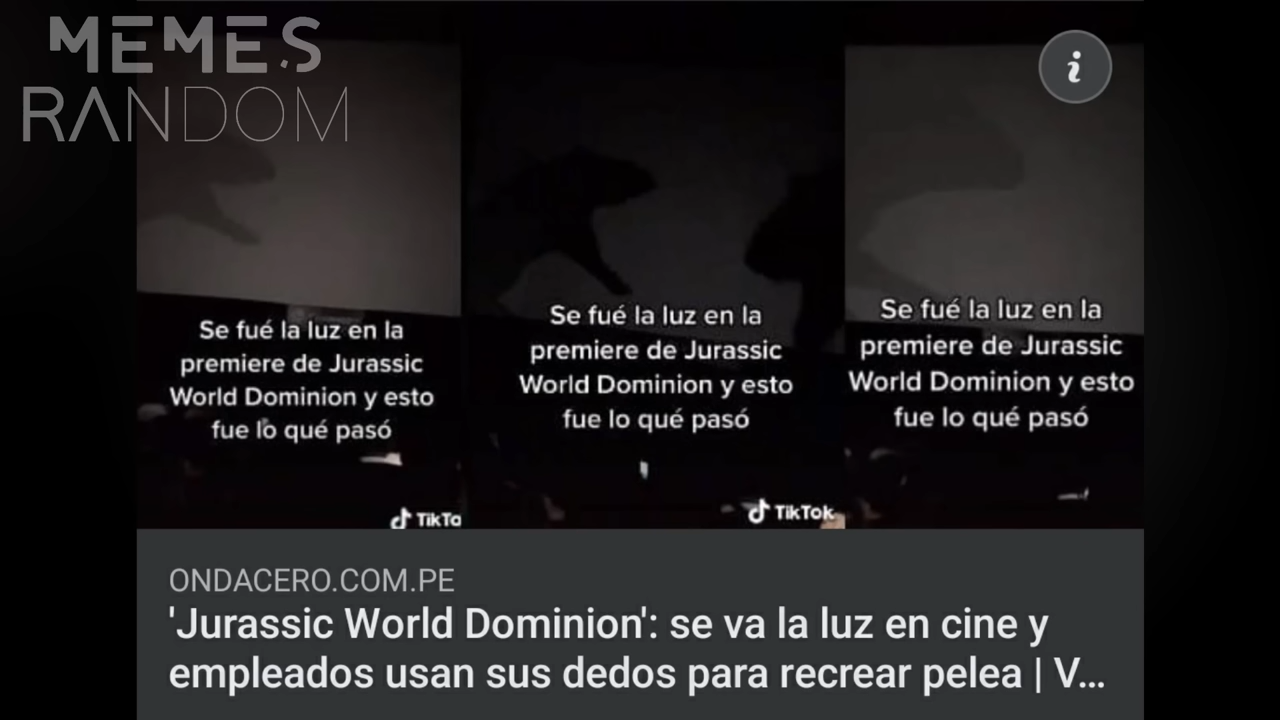 MEMES
RANDOM
i
Se fué la luz en la
premiere de Jurassic
World Dominion y esto
fue lo qué pasó
TikTo
Se fué la luz en la
premiere de Jurassic
World Dominion y esto
fue lo qué pasó
TikTok
Se fué la luz en la
premiere de Jurassic
World Dominion y esto
fue lo qué pasó
ONDACERO.COM.PE
'Jurassic World Dominion': se va la luz en cine y
empleados usan sus dedos para recrear pelea | V...